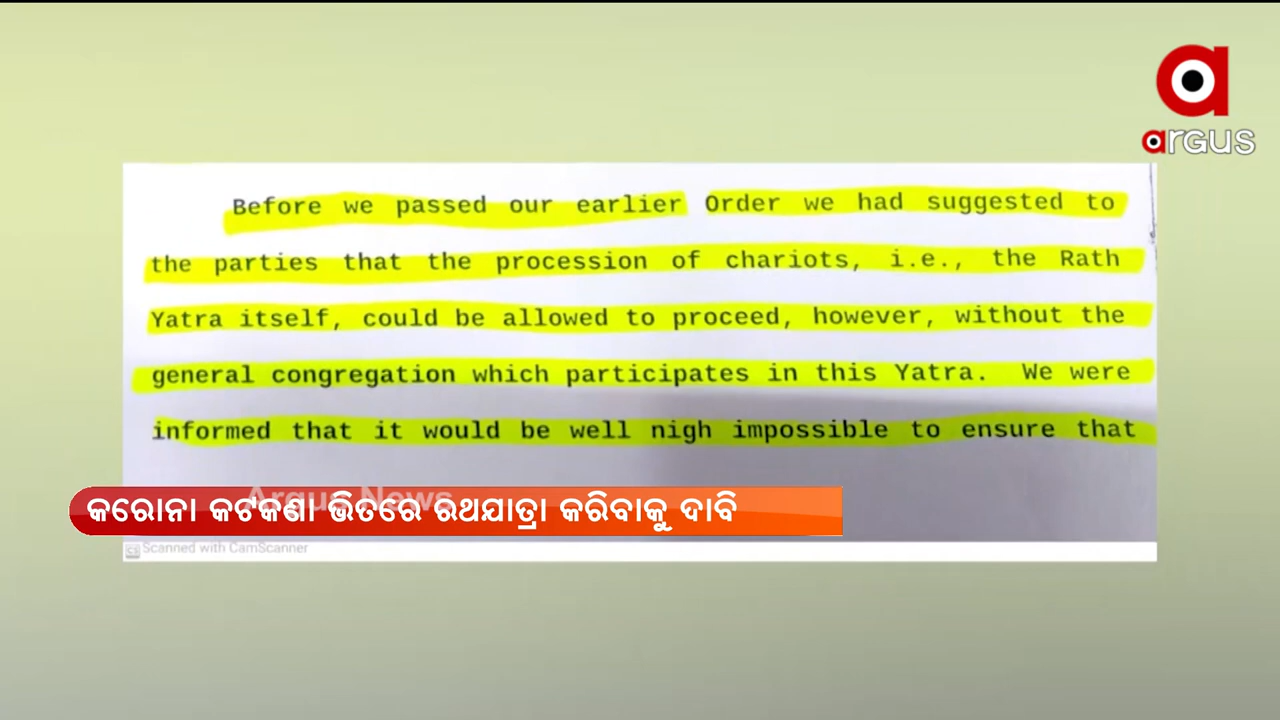 argus
Before we passed our earlier Order we had suggested to
the parties that the procession of chariots, i.e., the Rath
Yatra itself, could be allowed to proceed, however, without the
general congregation which participates in this Yatra. We were
informed that it would be well nigh impossible to ensure that
Argus News
କରୋନା କଟକଣା ଭିତରେ ରଥଯାତ୍ରା କରିବାକୁ ଦାବି
CS Scanned with CamScanner